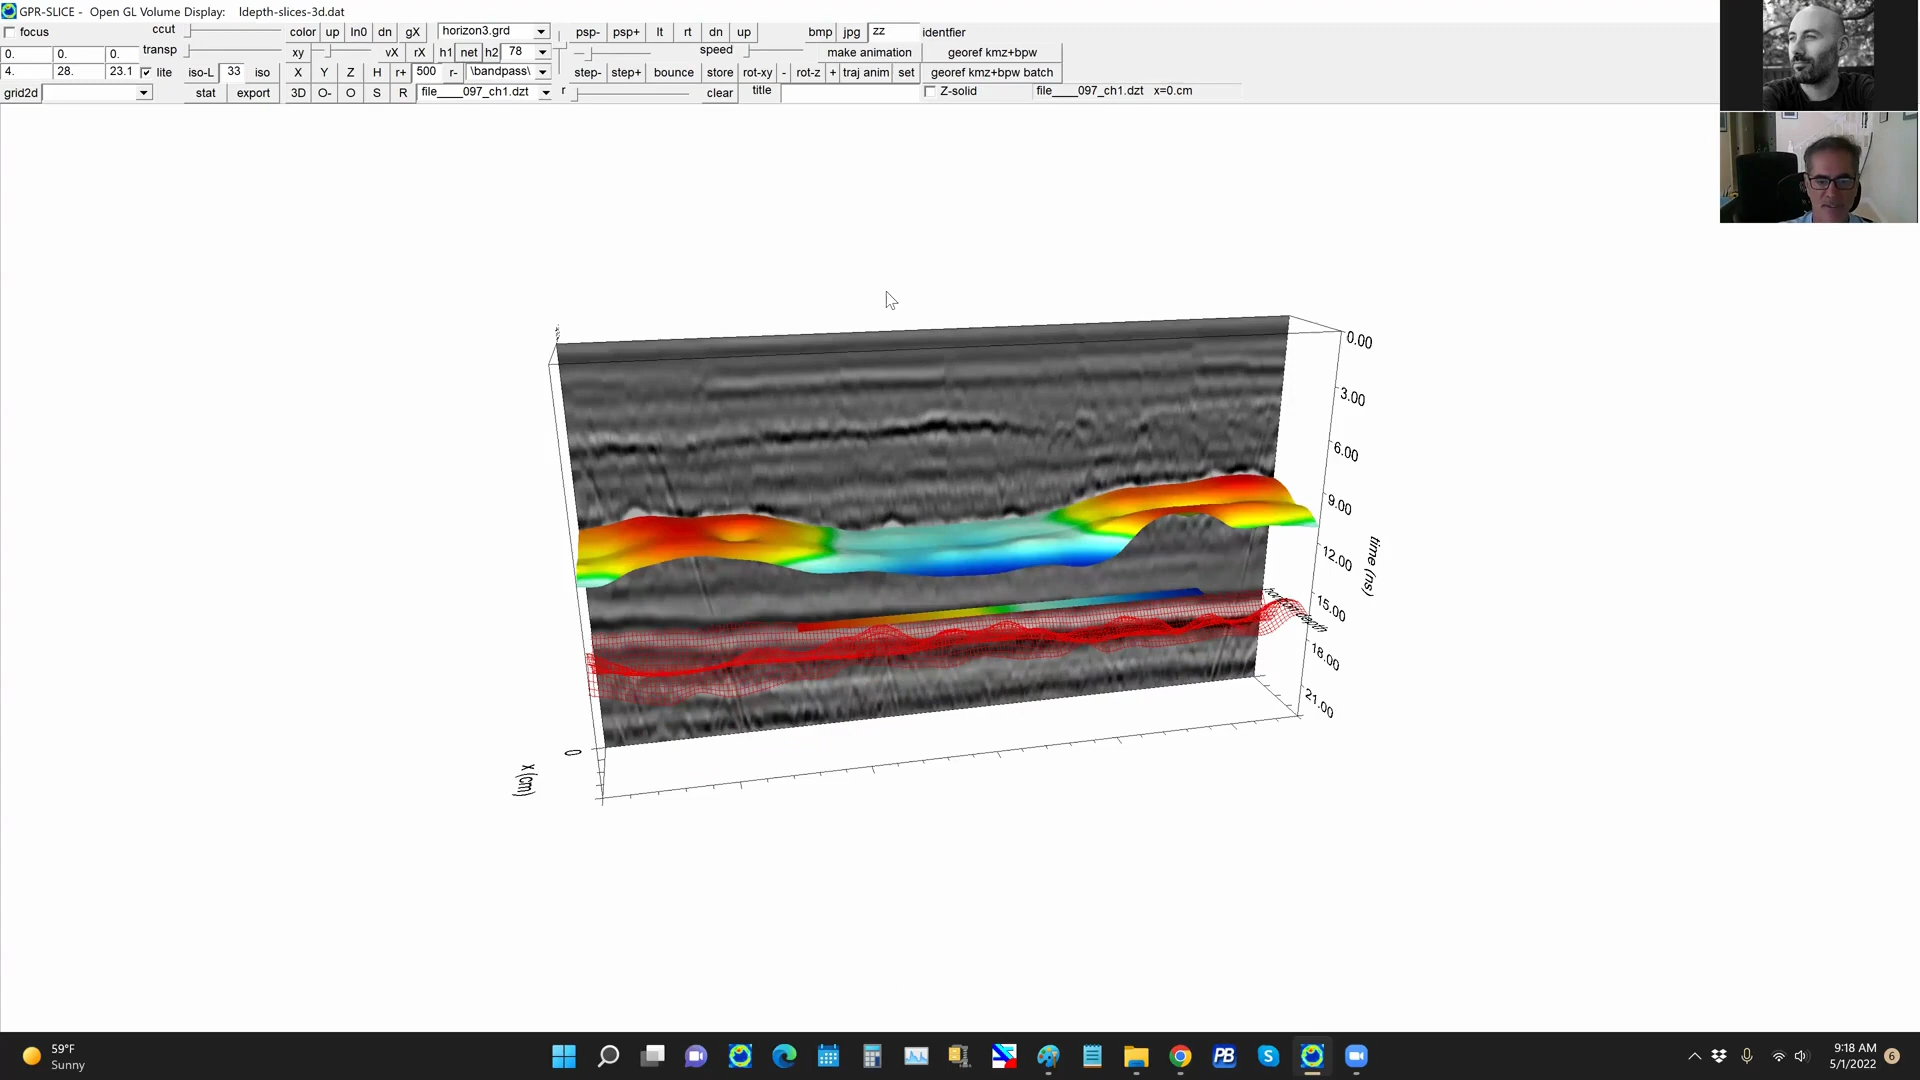 GPR-SLICE - Open GL Volume Display: ldepth-slices-3d.dat
focus ccut color up ln0 dn gX horizon3.grd psp- psp+ lt rt dn up bmp jpg zz identfier
0. 0. 0. transp xy vX rX h1 net h2 78 speed make animation georef kmz+bpw
4. 28. 23.1 lite iso-L 33 iso X Y Z H r+ 500 r- \bandpass\ step- step+ bounce store rot-xy - rot-z + traj anim set georef kmz+bpw batch
grid2d stat export 3D O- O S R file____097_ch1.dzt r clear title Z-solid file____097_ch1.dzt x=0.cm
0.00
3.00
6.00
9.00
12.00
time (ns)
15.00
18.00
21.00
0
x (cm)
59°F
Sunny
PB
9:18 AM
5/1/2022
6